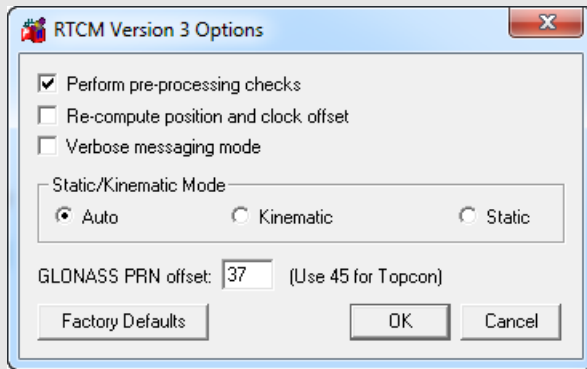 RTCM Version 3 Options
Perform pre-processing checks
Re-compute position and clock offset
Verbose messaging mode
Static/Kinematic Mode
Auto Kinematic Static
GLONASS PRN offset: 37 (Use 45 for Topcon)
Factory Defaults OK Cancel